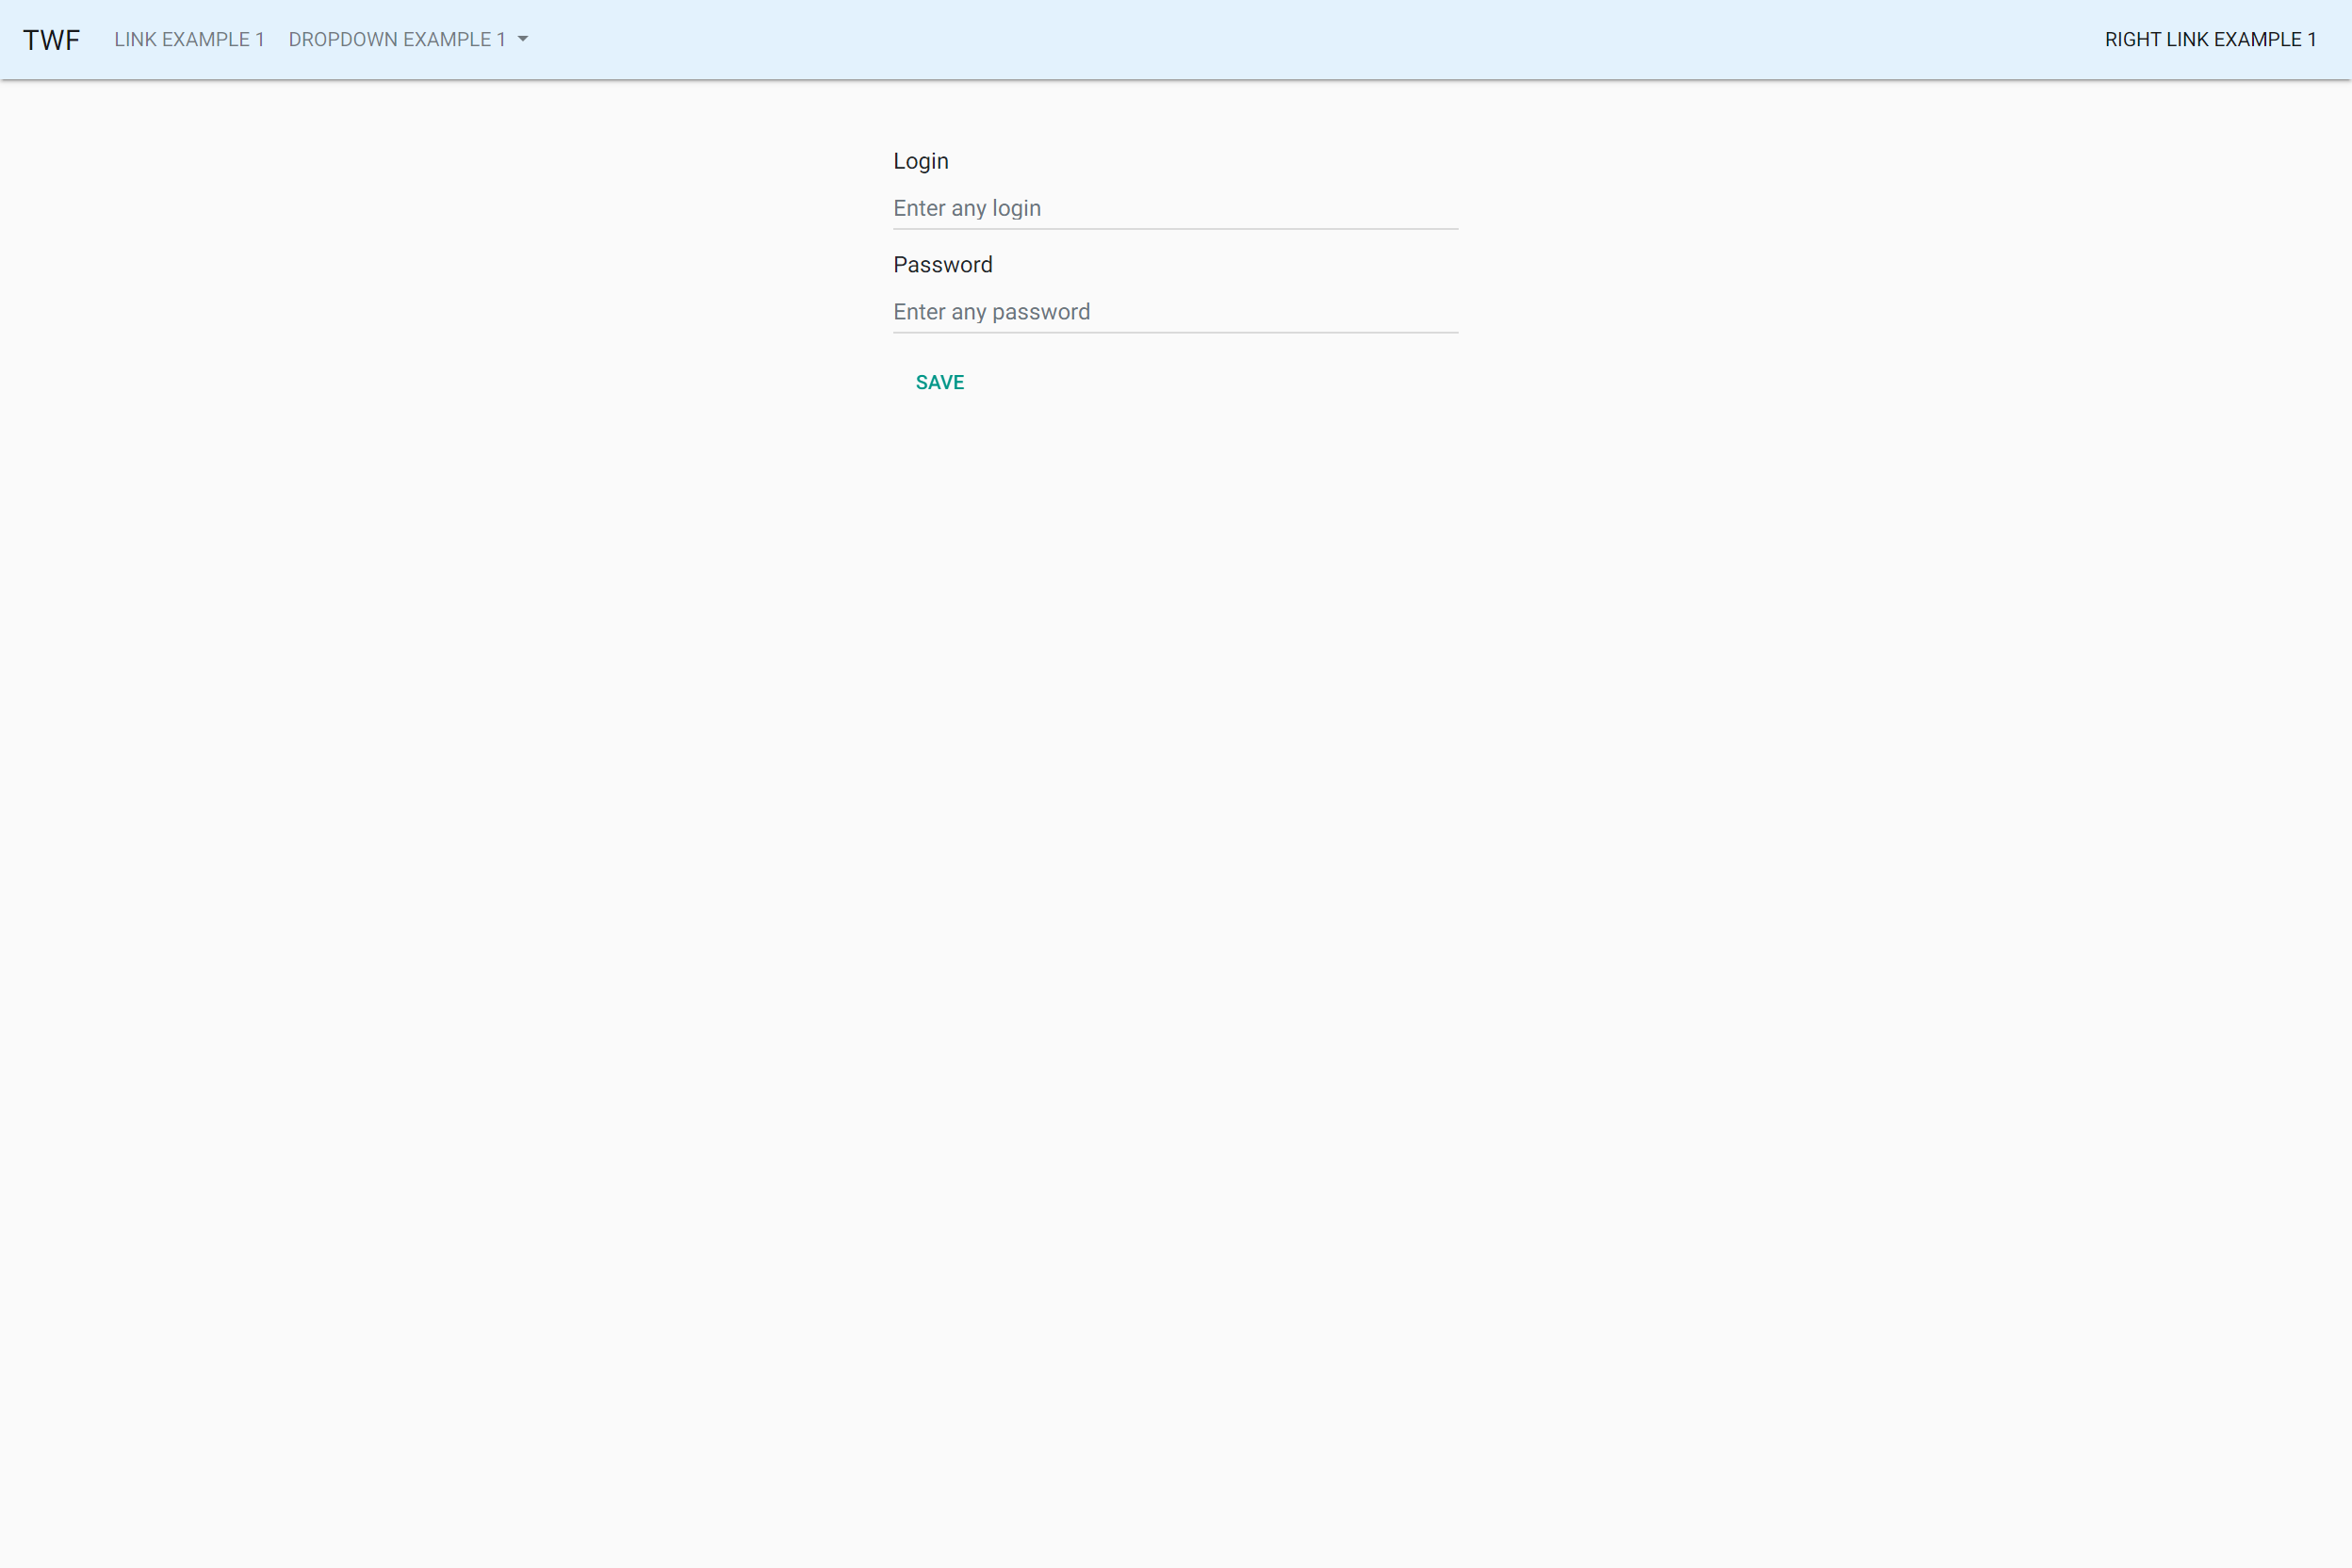 TWF LINK EXAMPLE 1 DROPDOWN EXAMPLE 1 RIGHT LINK EXAMPLE 1
Login
Enter any login
Password
Enter any password
SAVE